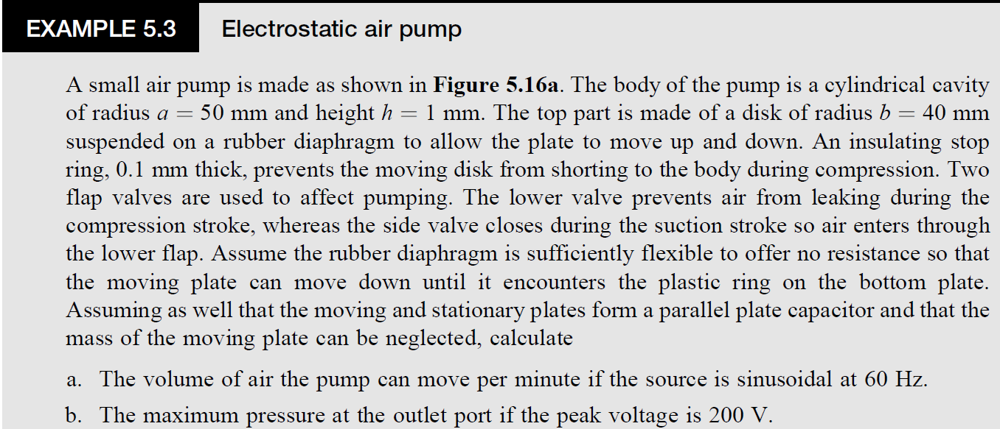 EXAMPLE 5.3 Electrostatic air pump
A small air pump is made as shown in Figure 5.16a. The body of the pump is a cylindrical cavity
of radius a = 50 mm and height h = 1 mm. The top part is made of a disk of radius b = 40 mm
suspended on a rubber diaphragm to allow the plate to move up and down. An insulating stop
ring, 0.1 mm thick, prevents the moving disk from shorting to the body during compression. Two
flap valves are used to affect pumping. The lower valve prevents air from leaking during the
compression stroke, whereas the side valve closes during the suction stroke so air enters through
the lower flap. Assume the rubber diaphragm is sufficiently flexible to offer no resistance so that
the moving plate can move down until it encounters the plastic ring on the bottom plate.
Assuming as well that the moving and stationary plates form a parallel plate capacitor and that the
mass of the moving plate can be neglected, calculate
a. The volume of air the pump can move per minute if the source is sinusoidal at 60 Hz.
b. The maximum pressure at the outlet port if the peak voltage is 200 V.